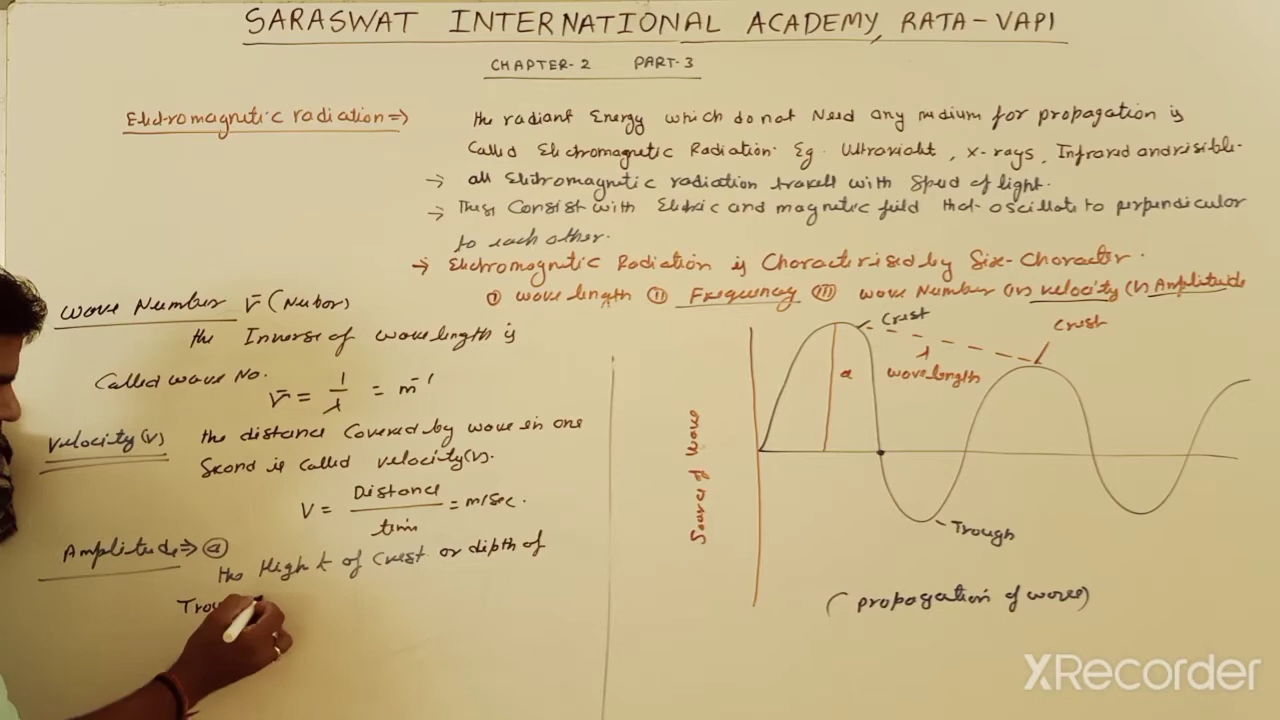 SARASWAT INTERNATIONAL ACADEMY, RATA-VAPI
CHAPTER-2 PART-3
Electromagnetic radiation ⇒ the radiant Energy which do not Need any medium for propagation is
Called Electromagnetic Radiation. Eg. Ultraviolet, X-rays, Infrared and visible.
→ all Electromagnetic radiation travell with Speed of light.
→ These Consist with Electric and magnetic field that oscillate to perpendicular
to each other.
→ Electromagnetic Radiation is Characterised by Six-Character.
(i) wave length (ii) Frequency (iii) wave Number (iv) velocity (v) Amplitude
wave Number v̄ (Nubar)
the Inverse of wavelength is
Called wave No.
v̄ = 1/λ = m⁻¹
Velocity (v) the distance Covered by wave in one
Second is called velocity (v).
V = Distance/time = m/sec.
Amplitude ⇒ (a)
the Hight of Crest or depth of
Trou
Source of Wave
a
Crest
λ
wavelength
Crest
Trough
(propagation of wave)
XRecorder